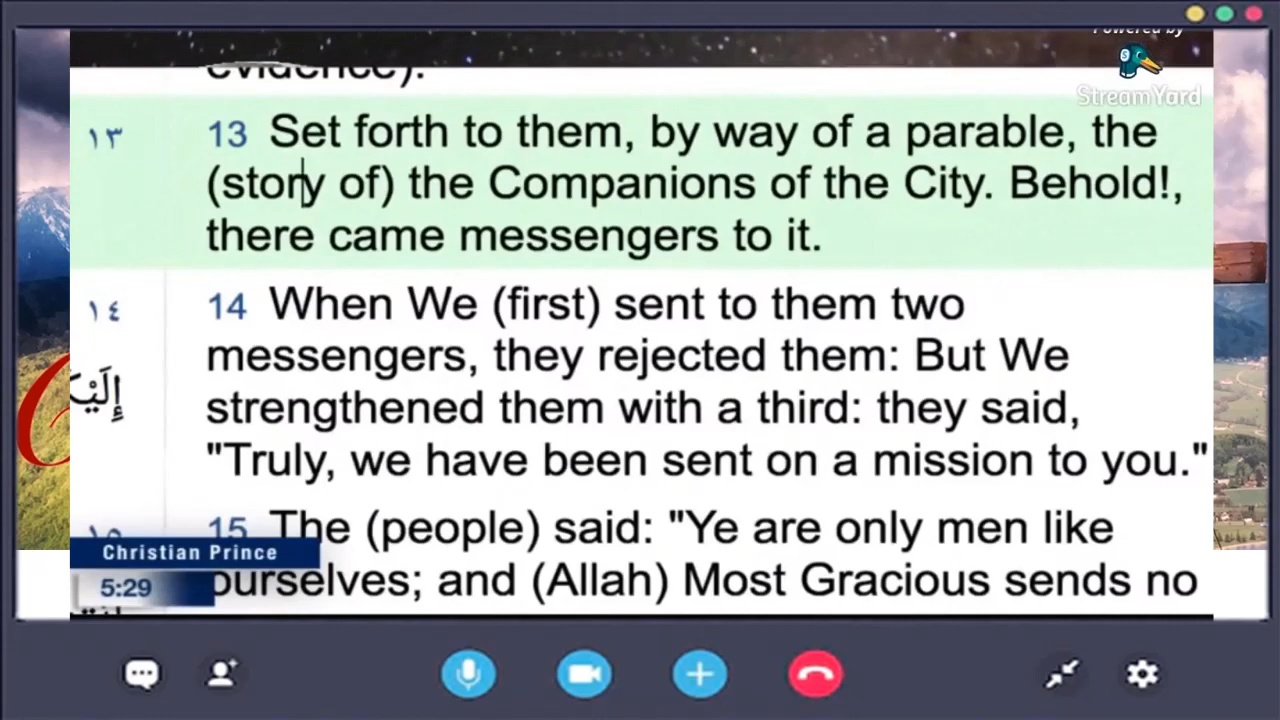 Powered by
StreamYard
evidence).
١٣
13 Set forth to them, by way of a parable, the
(story of) the Companions of the City. Behold!,
there came messengers to it.
١٤
14 When We (first) sent to them two
messengers, they rejected them: But We
إِلَيْكُ
strengthened them with a third: they said,
"Truly, we have been sent on a mission to you."
15 The (people) said: "Ye are only men like
ourselves; and (Allah) Most Gracious sends no
Christian Prince
5:29